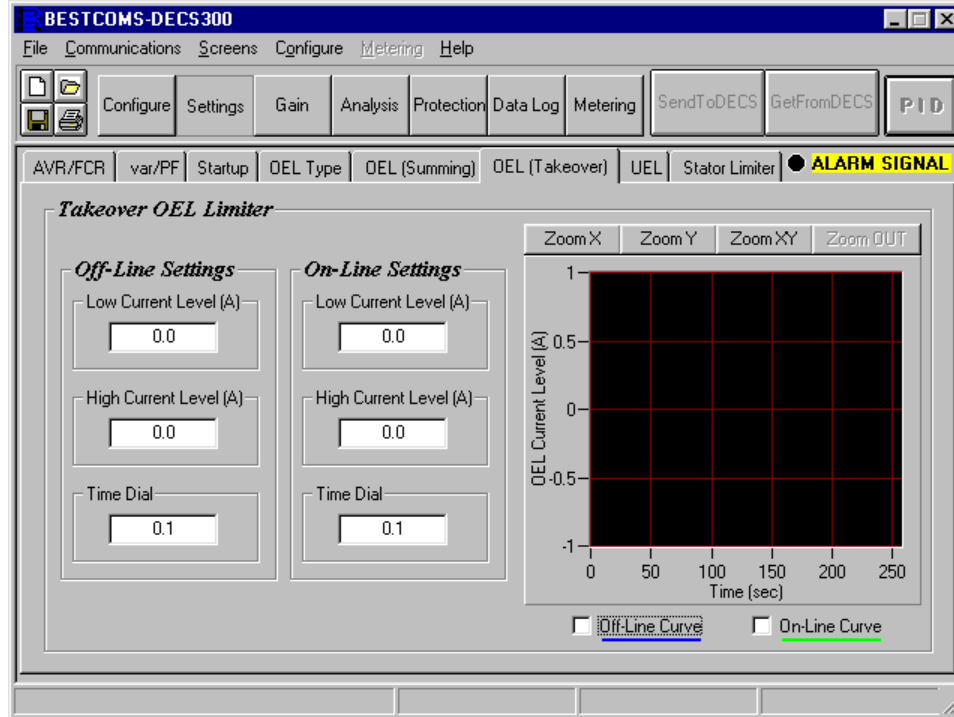 BESTCOMS-DECS300
File Communications Screens Configure Metering Help
Configure Settings Gain Analysis Protection Data Log Metering SendToDECS GetFromDECS PID
AVR/FCR var/PF Startup OEL Type OEL (Summing) OEL (Takeover) UEL Stator Limiter ALARM SIGNAL
Takeover OEL Limiter
Zoom X Zoom Y Zoom XY Zoom OUT
Off-Line Settings
Low Current Level (A)
0.0
High Current Level (A)
0.0
Time Dial
0.1
On-Line Settings
Low Current Level (A)
0.0
High Current Level (A)
0.0
Time Dial
0.1
OEL Current Level (A)
1
0.5
0
-0.5
-1
0 50 100 150 200 250
Time (sec)
Off-Line Curve On-Line Curve